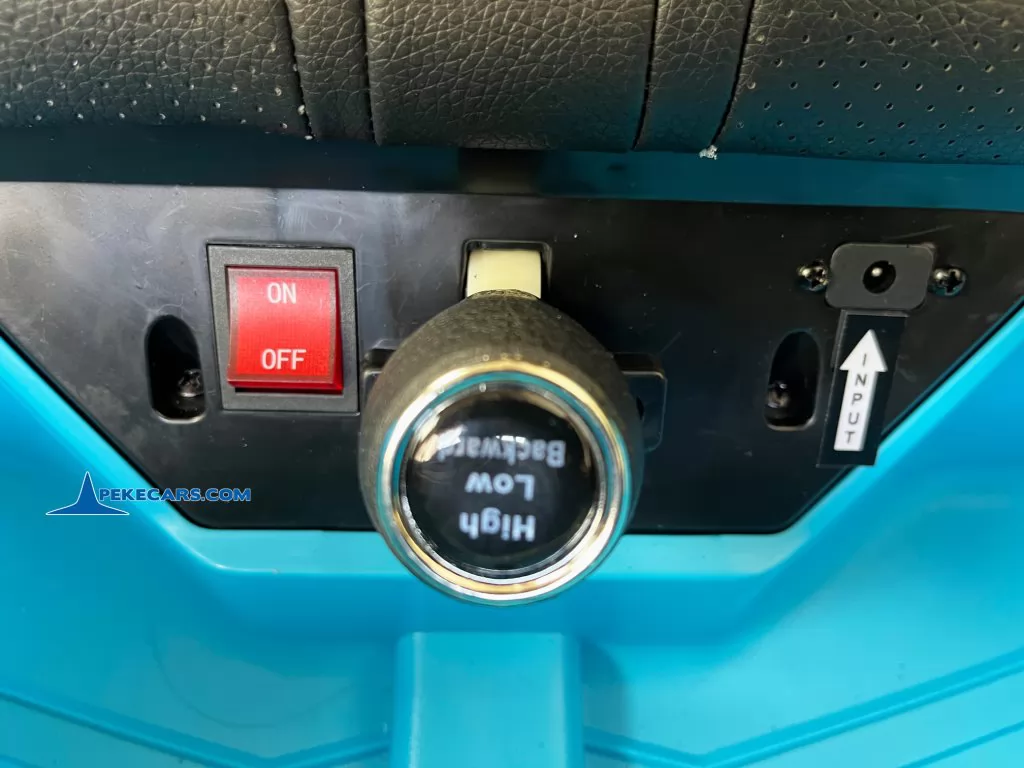 ON
OFF
INPUT
High
Low
Backward
PEKECARS.COM